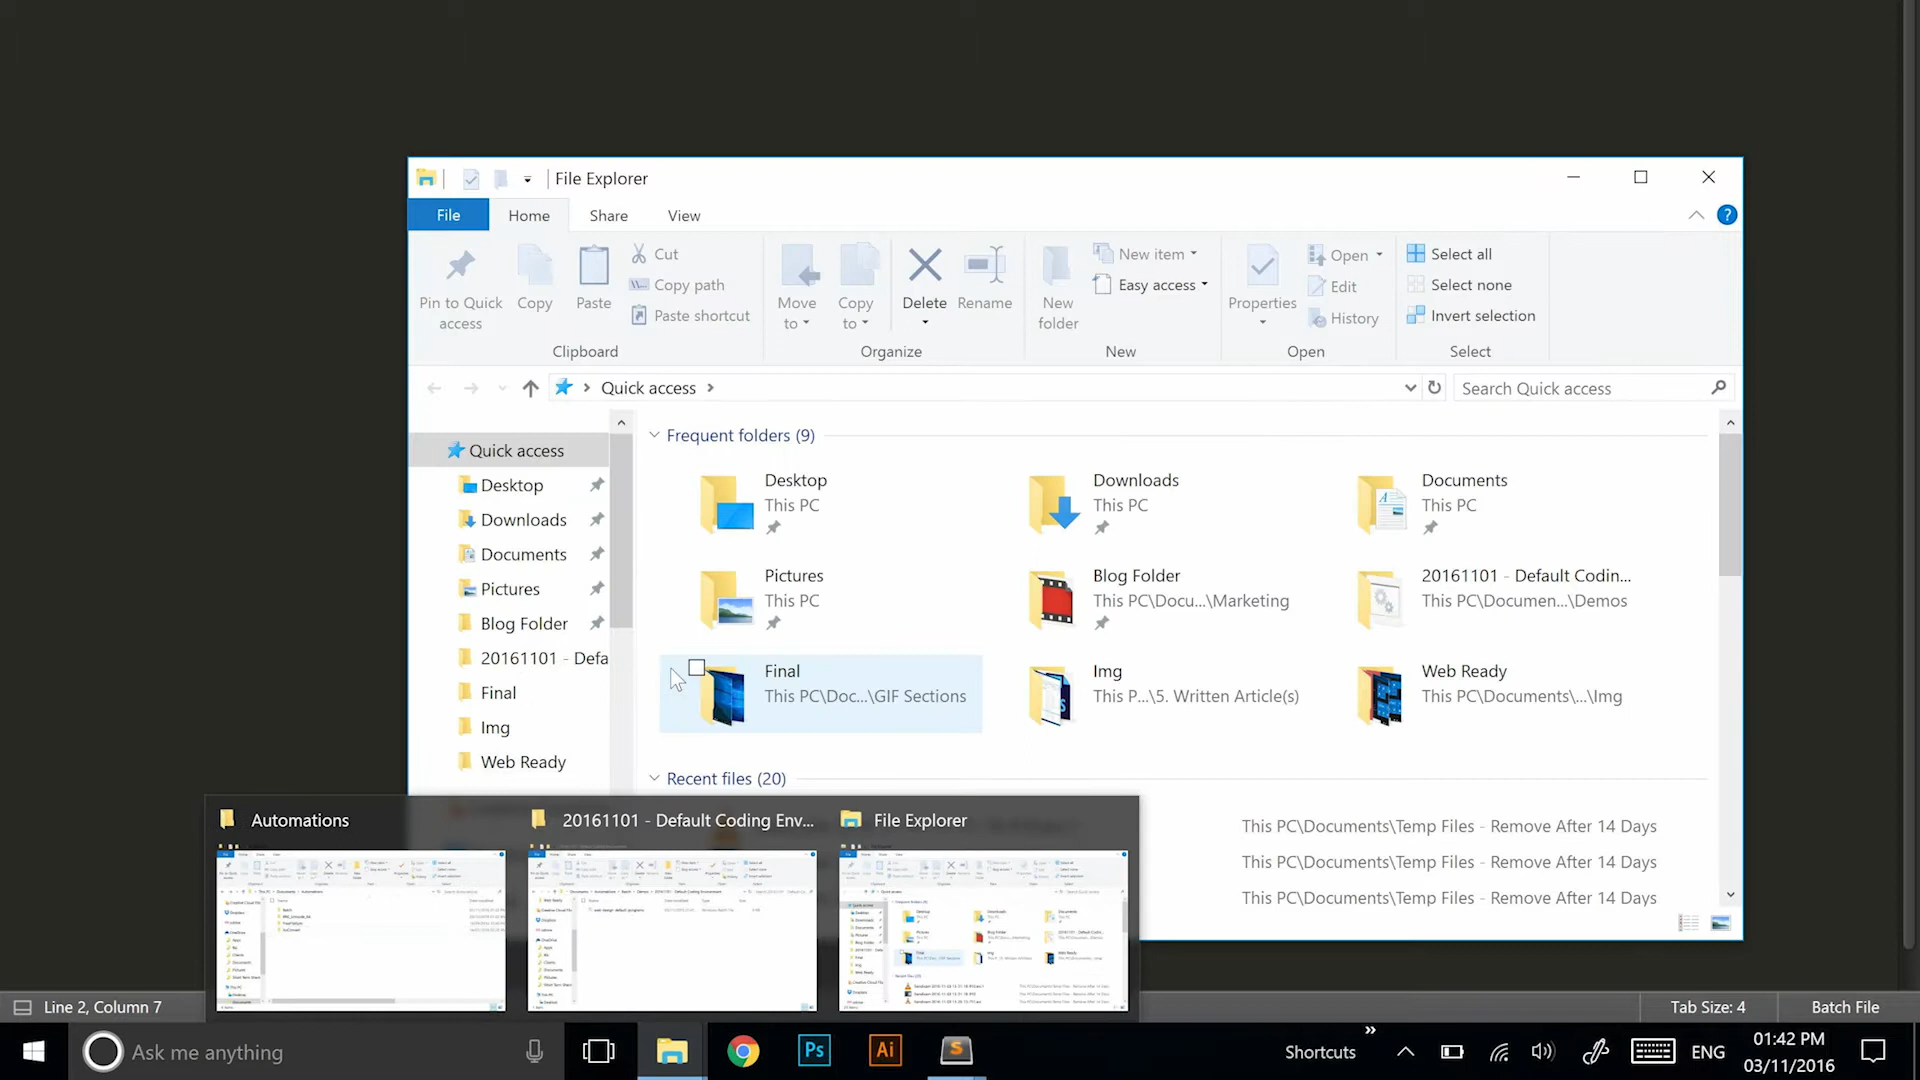 File Explorer
File Home Share View
Pin to Quick access
Copy
Paste
Cut
Copy path
Paste shortcut
Clipboard
Move to
Copy to
Delete
Rename
Organize
New folder
New item
Easy access
New
Properties
Open
Edit
History
Open
Select all
Select none
Invert selection
Select
Quick access
Search Quick access
Quick access
Desktop
Downloads
Documents
Pictures
Blog Folder
20161101 - Defa
Final
Img
Web Ready
Frequent folders (9)
Desktop
This PC
Downloads
This PC
Documents
This PC
Pictures
This PC
Blog Folder
This PC\Docu...\Marketing
20161101 - Default Codin...
This PC\Documen...\Demos
Final
This PC\Doc...\GIF Sections
Img
This P...\5. Written Article(s)
Web Ready
This PC\Documents\...\Img
Recent files (20)
This PC\Documents\Temp Files - Remove After 14 Days
This PC\Documents\Temp Files - Remove After 14 Days
This PC\Documents\Temp Files - Remove After 14 Days
Automations
20161101 - Default Coding Env...
File Explorer
Line 2, Column 7
Tab Size: 4
Batch File
Ask me anything
Ps
Ai
S
Shortcuts
ENG
01:42 PM
03/11/2016